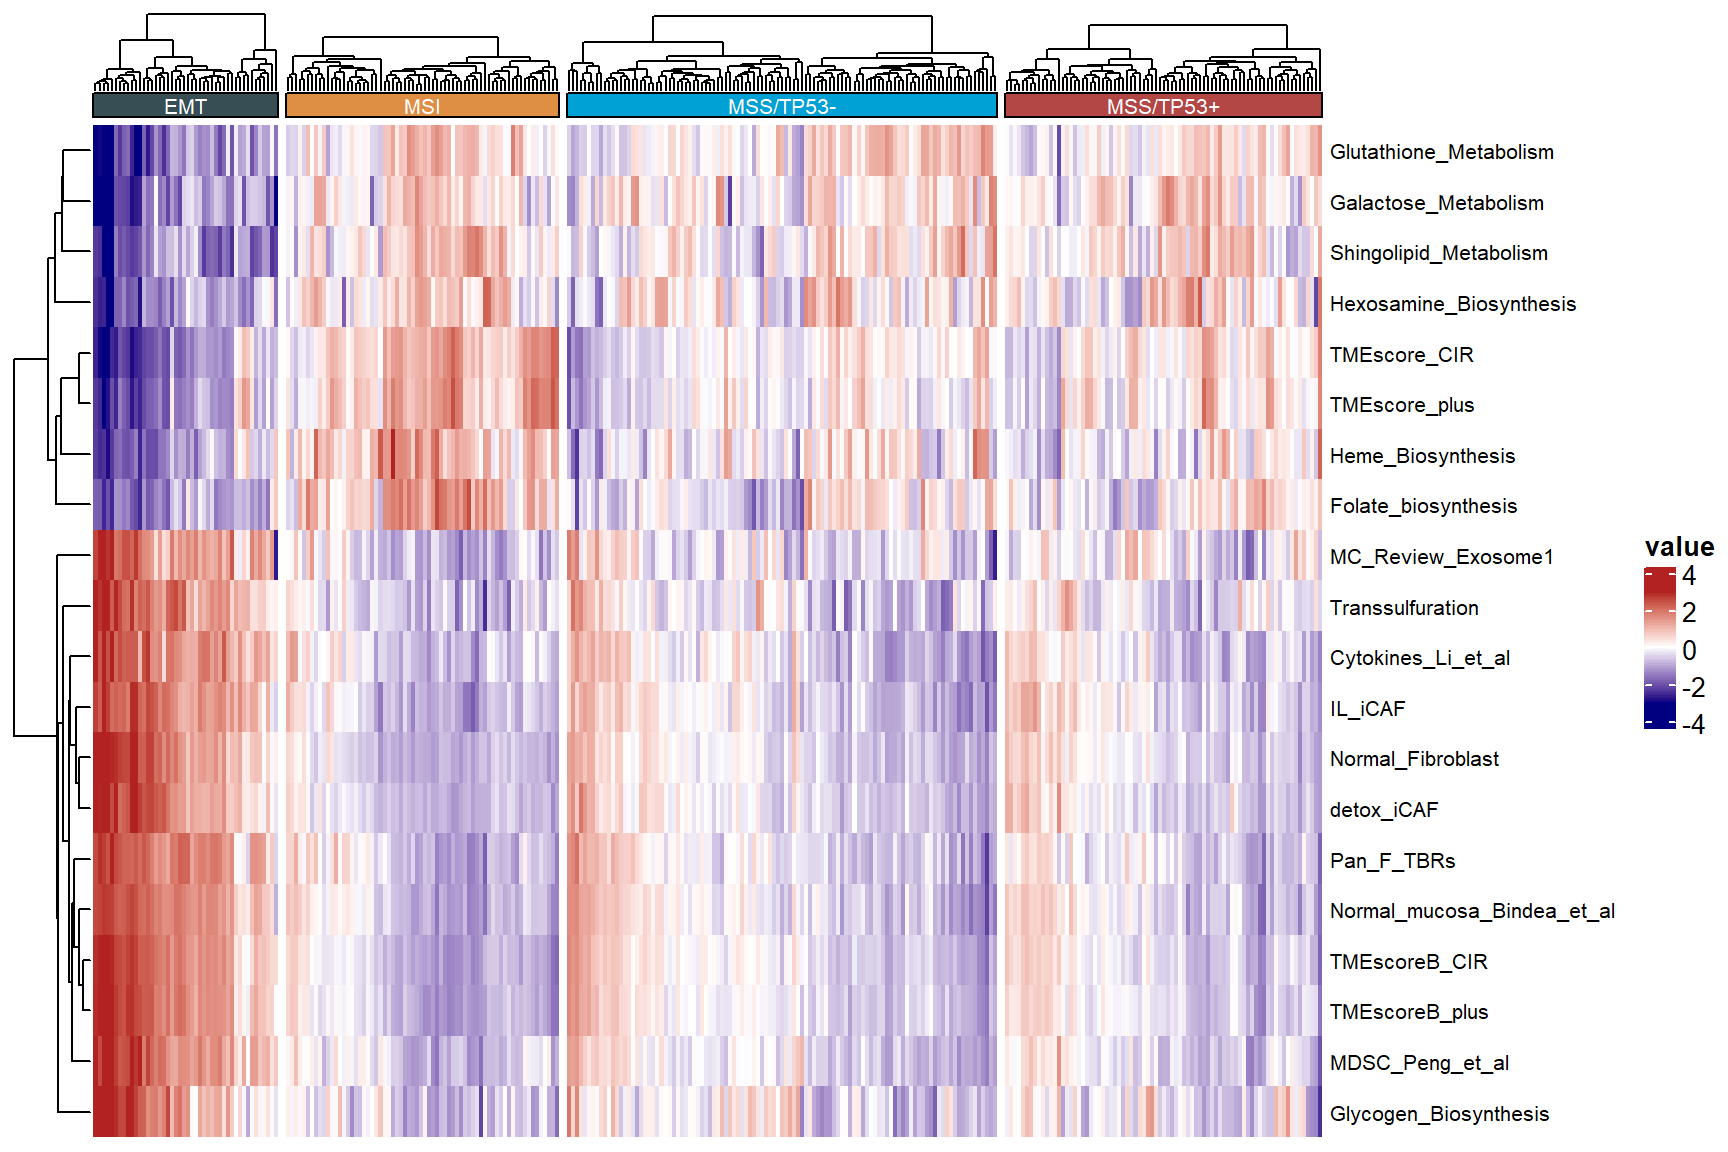 EMT
MSI
MSS/TP53-
MSS/TP53+
Glutathione_Metabolism
Galactose_Metabolism
Shingolipid_Metabolism
Hexosamine_Biosynthesis
TMEscore_CIR
TMEscore_plus
Heme_Biosynthesis
Folate_biosynthesis
MC_Review_Exosome1
Transsulfuration
Cytokines_Li_et_al
IL_iCAF
Normal_Fibroblast
detox_iCAF
Pan_F_TBRs
Normal_mucosa_Bindea_et_al
TMEscoreB_CIR
TMEscoreB_plus
MDSC_Peng_et_al
Glycogen_Biosynthesis
value
4
2
0
-2
-4